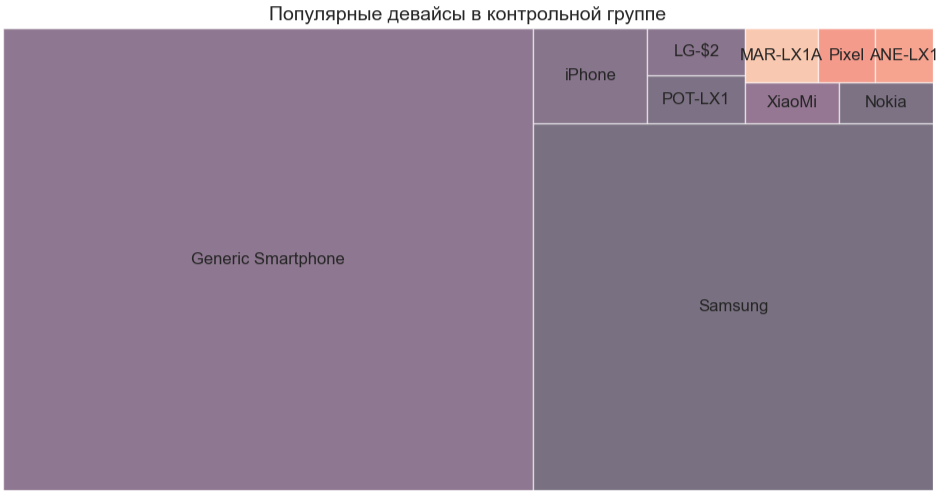 Популярные девайсы в контрольной группе
iPhone
LG-$2
POT-LX1
MAR-LX1A
Pixel
ANE-LX1
XiaoMi
Nokia
Generic Smartphone
Samsung